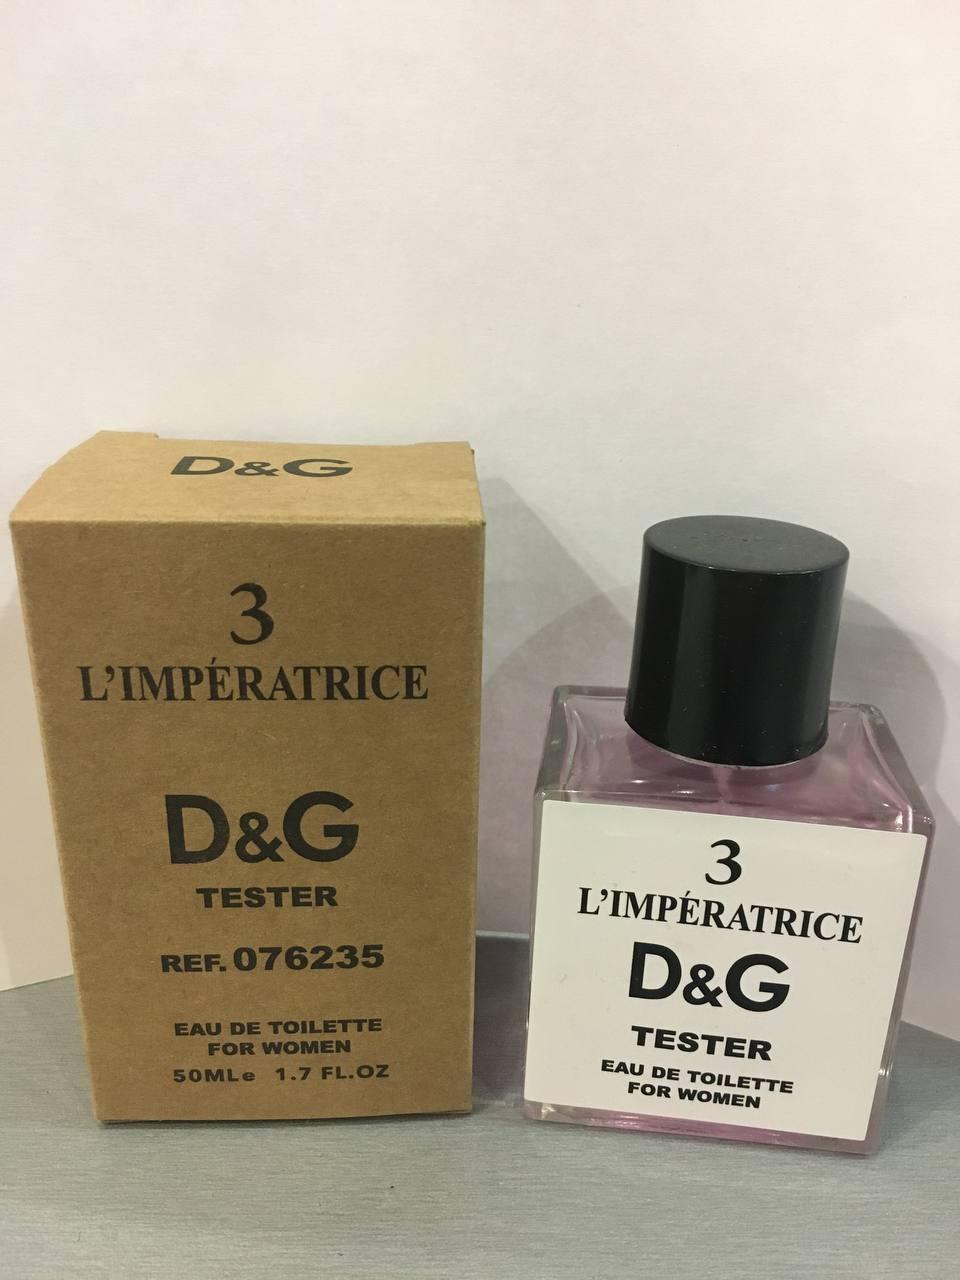 D&G
3
L'IMPÉRATRICE
D&G
TESTER
REF. 076235
EAU DE TOILETTE
FOR WOMEN
50MLe 1.7 FL.OZ
3
L'IMPÉRATRICE
D&G
TESTER
EAU DE TOILETTE
FOR WOMEN